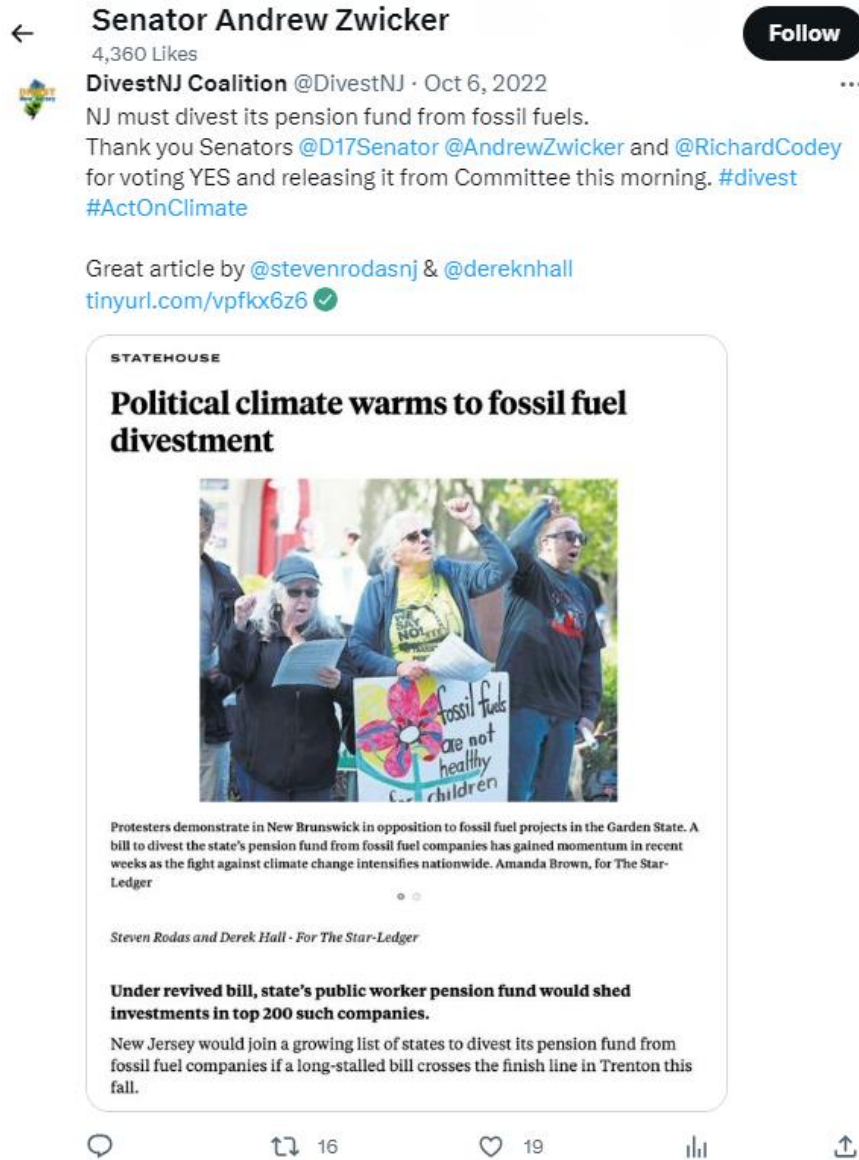 Senator Andrew Zwicker
4,360 Likes
Follow
DivestNJ Coalition @DivestNJ · Oct 6, 2022
NJ must divest its pension fund from fossil fuels.
Thank you Senators @D17Senator @AndrewZwicker and @RichardCodey
for voting YES and releasing it from Committee this morning. #divest
#ActOnClimate
Great article by @stevenrodasnj & @dereknhall
tinyurl.com/vpfkx6z6
STATEHOUSE
Political climate warms to fossil fuel
divestment
WE
SAY
NO!
fossil fuels
are not
healthy
for children
Protesters demonstrate in New Brunswick in opposition to fossil fuel projects in the Garden State. A
bill to divest the state's pension fund from fossil fuel companies has gained momentum in recent
weeks as the fight against climate change intensifies nationwide. Amanda Brown, for The Star-
Ledger
Steven Rodas and Derek Hall - For The Star-Ledger
Under revived bill, state's public worker pension fund would shed
investments in top 200 such companies.
New Jersey would join a growing list of states to divest its pension fund from
fossil fuel companies if a long-stalled bill crosses the finish line in Trenton this
fall.
16
19